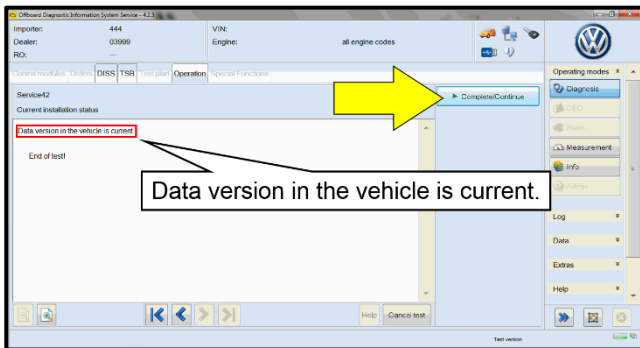 Offboard Diagnostic Information System Service - 4.2.3
Importer: 444 VIN:
Dealer: 03999 Engine: all engine codes
RO: ---
Control modules Orders DISS TSB Test plan Operation Special Functions
Service42
Current installation status
Data version in the vehicle is current.
End of test!
Complete/Continue
Data version in the vehicle is current.
Help Cancel test
Operating modes
Diagnosis
OBD
Flash
Measurement
Info
Admin
Log
Data
Extras
Help
Test version